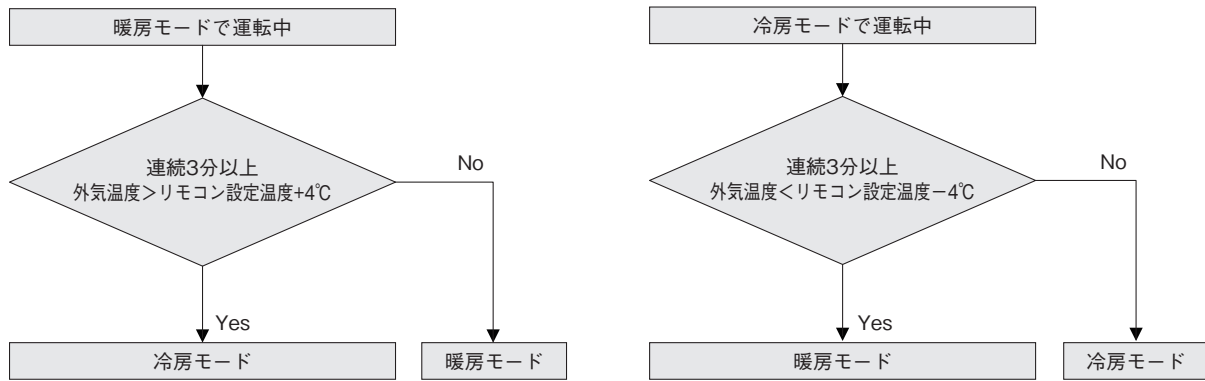 暖房モードで運転中
連続3分以上
外気温度>リモコン設定温度+4℃
No
Yes
冷房モード
暖房モード
冷房モードで運転中
連続3分以上
外気温度<リモコン設定温度-4℃
No
Yes
暖房モード
冷房モード